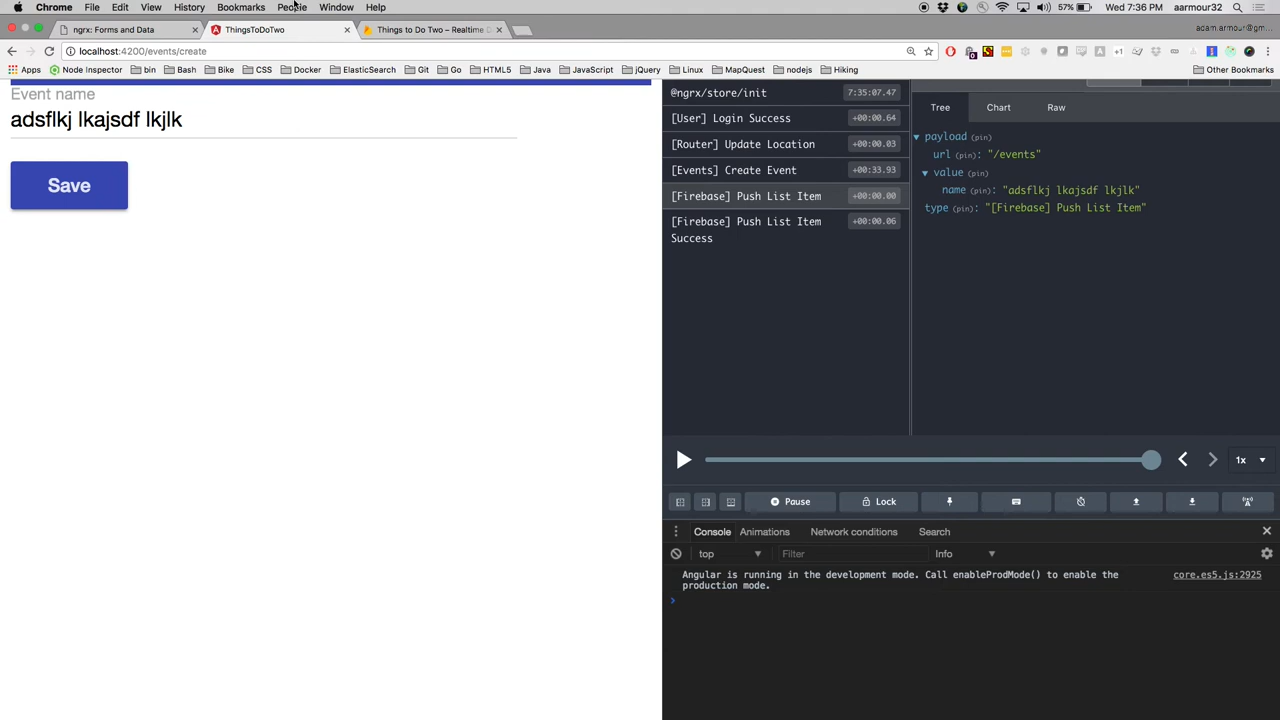 Chrome File Edit View History Bookmarks People Window Help 57% Wed 7:36 PM aarmour32
ngrx: Forms and Data ThingsToDoTwo Things to Do Two – Realtime adam.armour@gm...
localhost:4200/events/create
Apps Node Inspector bin Bash Bike CSS Docker ElasticSearch Git Go HTML5 Java JavaScript jQuery Linux MapQuest nodejs Hiking Other Bookmarks
Event name
adsflkj lkajsdf lkjlk
Save
@ngrx/store/init 7:35:07.47
[User] Login Success +00:00.64
[Router] Update Location +00:00.03
[Events] Create Event +00:33.93
[Firebase] Push List Item +00:00.00
[Firebase] Push List Item +00:00.06
Success
Tree Chart Raw
payload (pin)
url (pin): "/events"
value (pin)
name (pin): "adsflkj lkajsdf lkjlk"
type (pin): "[Firebase] Push List Item"
1x
Pause Lock
Console Animations Network conditions Search
top Filter Info
Angular is running in the development mode. Call enableProdMode() to enable the core.es5.js:2925
production mode.